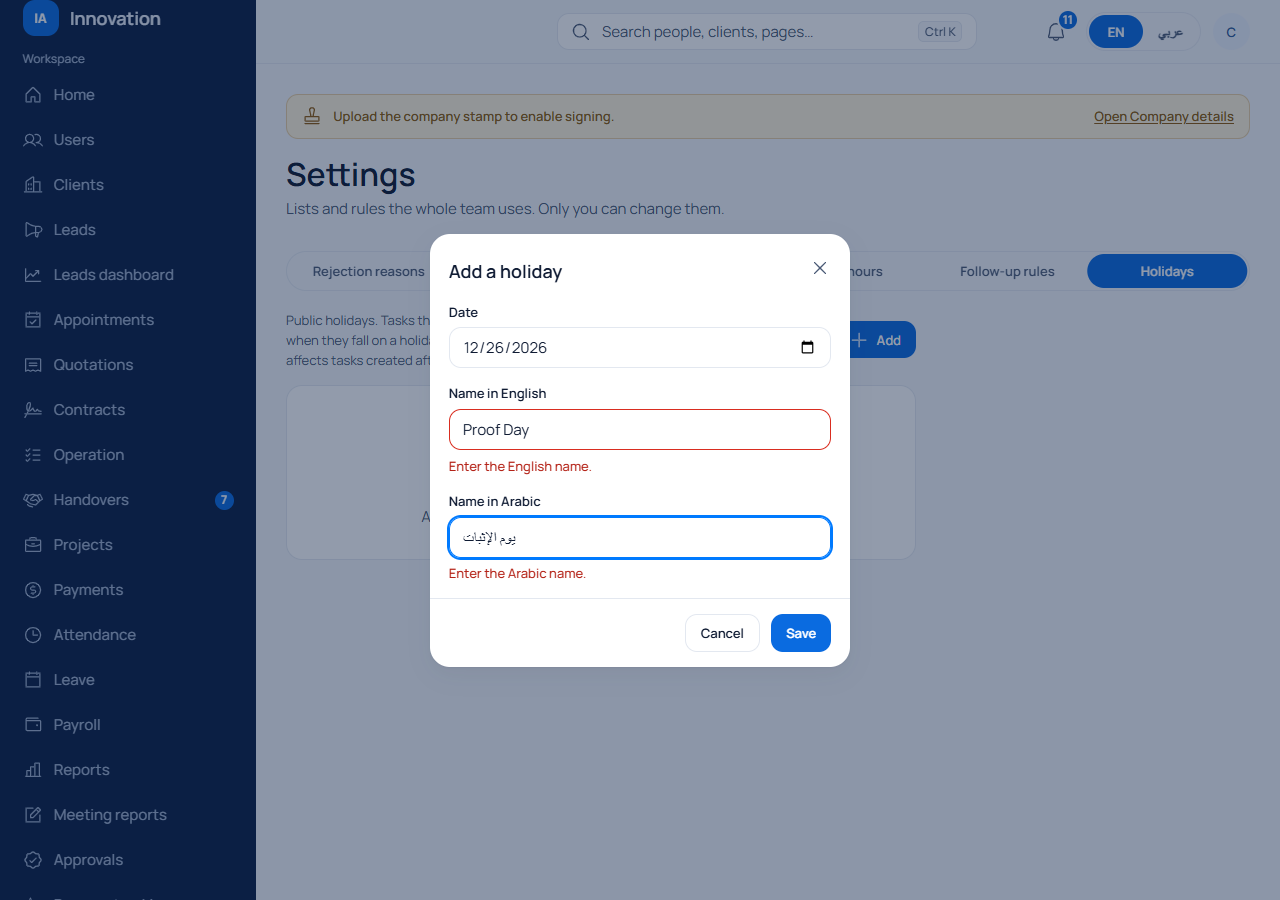 IA Innovation
Search people, clients, pages... Ctrl K
11
EN عربي C
Workspace
Home
Users
Clients
Leads
Leads dashboard
Appointments
Quotations
Contracts
Operation
Handovers 7
Projects
Payments
Attendance
Leave
Payroll
Reports
Meeting reports
Approvals
Upload the company stamp to enable signing. Open Company details
Settings
Lists and rules the whole team uses. Only you can change them.
Rejection reasons hours Follow-up rules Holidays
Public holidays. Tasks th
when they fall on a holida
affects tasks created aft
Add
A
Add a holiday
Date
12/26/2026
Name in English
Proof Day
Enter the English name.
Name in Arabic
يوم الإثبات
Enter the Arabic name.
Cancel Save